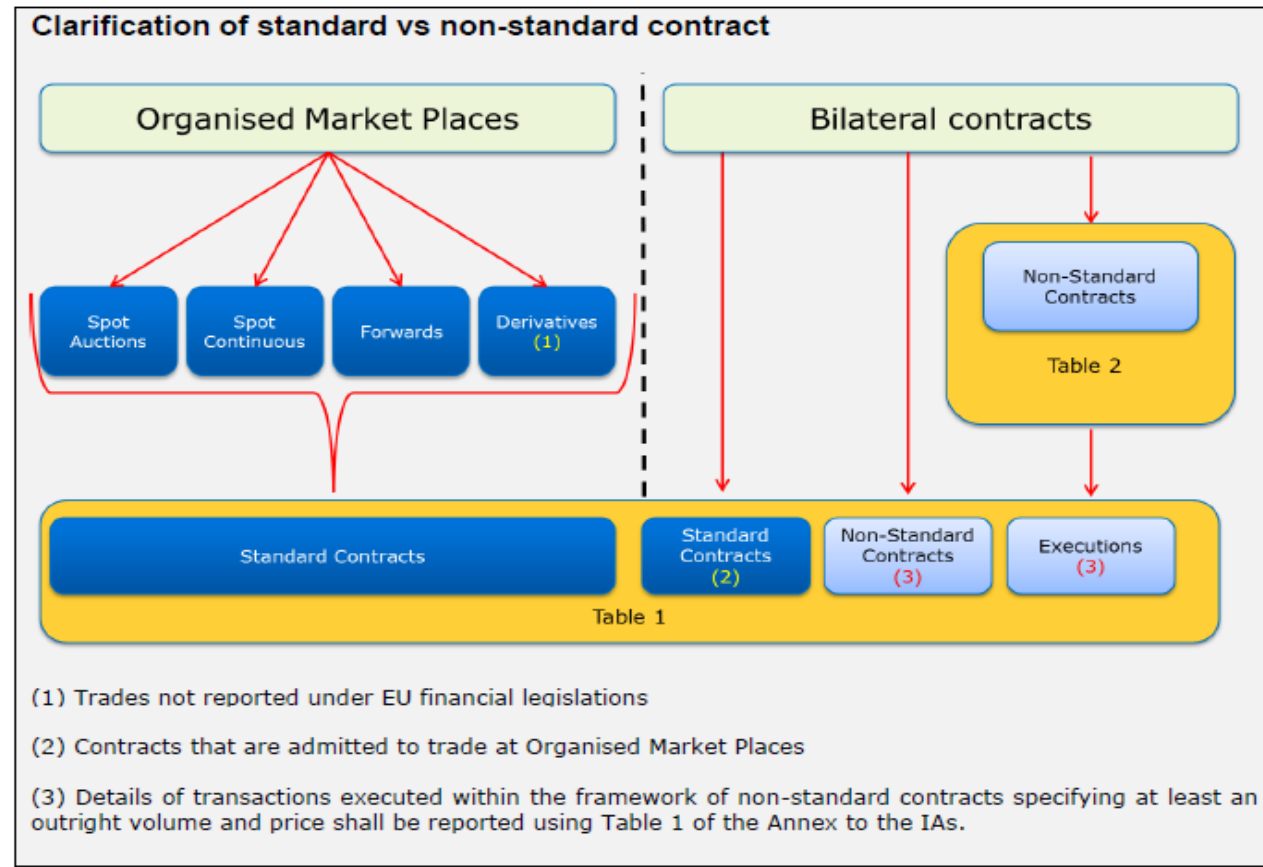 Clarification of standard vs non-standard contract
Organised Market Places
Bilateral contracts
Spot
Auctions
Spot
Continuous
Forwards
Derivatives
(1)
Non-Standard
Contracts
Table 2
Standard Contracts
Standard
Contracts
(2)
Non-Standard
Contracts
(3)
Executions
(3)
Table 1
(1) Trades not reported under EU financial legislations
(2) Contracts that are admitted to trade at Organised Market Places
(3) Details of transactions executed within the framework of non-standard contracts specifying at least an
outright volume and price shall be reported using Table 1 of the Annex to the IAs.